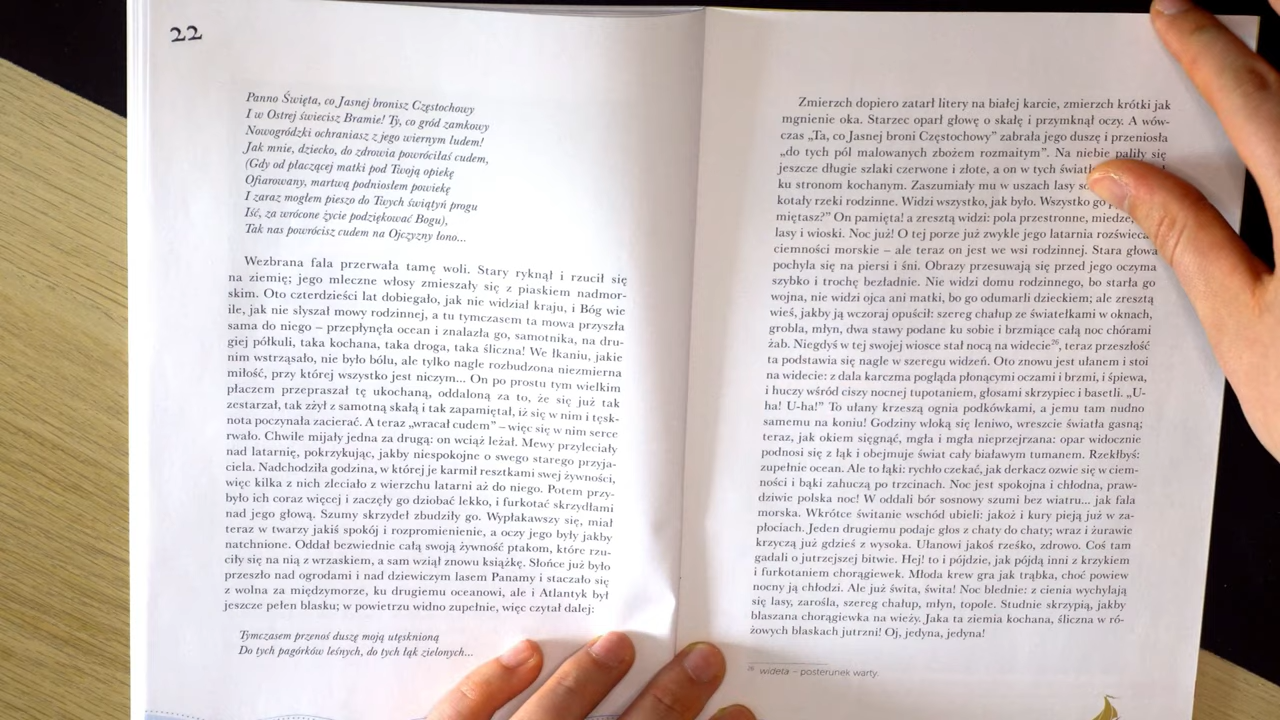 22
Panno Święta, co Jasnej bronisz Częstochowy
I w Ostrej świecisz Bramie! Ty, co gród zamkowy
Nowogródzki ochraniasz z jego wiernym ludem!
Jak mnie, dziecko, do zdrowia powróciłaś cudem,
(Gdy od płaczącej matki pod Twoją opiekę
Ofiarowany, martwą podniosłem powiekę
I zaraz mogłem pieszo do Twych świątyń progu
Iść, za wrócone życie podziękować Bogu),
Tak nas powrócisz cudem na Ojczyzny łono...
Wezbrana fala przerwała tamę woli. Stary ryknął i rzucił się
na ziemię; jego mleczne włosy zmieszały się z piaskiem nadmor-
skim. Oto czterdzieści lat dobiegało, jak nie widział kraju, i Bóg wie
ile, jak nie słyszał mowy rodzinnej, a tu tymczasem ta mowa przyszła
sama do niego – przepłynęła ocean i znalazła go, samotnika, na dru-
giej półkuli, taka kochana, taka droga, taka śliczna! We łkaniu, jakie
nim wstrząsało, nie było bólu, ale tylko nagle rozbudzona niezmierna
miłość, przy której wszystko jest niczym... On po prostu tym wielkim
płaczem przepraszał tę ukochaną, oddaloną za to, że się już tak
zestarzał, tak zżył z samotną skałą i tak zapamiętał, iż się w nim i tęsk-
nota poczynała zacierać. A teraz „wracał cudem” – więc się w nim serce
rwało. Chwile mijały jedna za drugą: on wciąż leżał. Mewy przyleciały
nad latarnię, pokrzykując, jakby niespokojne o swego starego przyja-
ciela. Nadchodziła godzina, w której je karmił resztkami swej żywności,
więc kilka z nich zleciało z wierzchu latarni aż do niego. Potem przy-
było ich coraz więcej i zaczęły go dziobać lekko, i furkotać skrzydłami
nad jego głową. Szumy skrzydeł zbudziły go. Wypłakawszy się, miał
teraz w twarzy jakiś spokój i rozpromienienie, a oczy jego były jakby
natchnione. Oddał bezwiednie całą swoją żywność ptakom, które rzu-
ciły się na nią z wrzaskiem, a sam wziął znowu książkę. Słońce już było
przeszło nad ogrodami i nad dziewiczym lasem Panamy i staczało się
z wolna za międzymorze, ku drugiemu oceanowi, ale i Atlantyk był
jeszcze pełen blasku; w powietrzu widno zupełnie, więc czytał dalej:
Tymczasem przenoś duszę moją utęsknioną
Do tych pagórków leśnych, do tych łąk zielonych...
Zmierzch dopiero zatarł litery na białej karcie, zmierzch krótki jak
mgnienie oka. Starzec oparł głowę o skałę i przymknął oczy. A wów-
czas „Ta, co Jasnej broni Częstochowy” zabrała jego duszę i przeniosła
„do tych pól malowanych zbożem rozmaitym”. Na niebie paliły się
jeszcze długie szlaki czerwone i złote, a on w tych
ku stronom kochanym. Zaszumiały mu w uszach lasy
kotały rzeki rodzinne. Widzi wszystko, jak było. Wszystko go
miętasz?” On pamięta! a zresztą widzi: pola przestronne, miedze,
lasy i wioski. Noc już! O tej porze już zwykle jego latarnia rozświeca
ciemności morskie – ale teraz on jest we wsi rodzinnej. Stara głowa
pochyla się na piersi i śni. Obrazy przesuwają się przed jego oczyma
szybko i trochę bezładnie. Nie widzi domu rodzinnego, bo starła go
wojna, nie widzi ojca ani matki, bo go odumarli dzieckiem; ale zresztą
wieś, jakby ją wczoraj opuścił: szereg chałup ze światełkami w oknach,
grobla, młyn, dwa stawy podane ku sobie i brzmiące całą noc chórami
żab. Niegdyś w tej swojej wiosce stał nocą na widecie²⁶, teraz przeszłość
ta podstawia się nagle w szeregu widzeń. Oto znowu jest ułanem i stoi
na widecie: z dala karczma pogląda płonącymi oczami i brzmi, i śpiewa,
i huczy wśród ciszy nocnej tupotaniem, głosami skrzypiec i basetli. „U-
ha! U-ha!” To ułany krzeszą ognia podkówkami, a jemu tam nudno
samemu na koniu! Godziny wloką się leniwo, wreszcie światła gasną;
teraz, jak okiem sięgnąć, mgła i mgła nieprzejrzana: opar widocznie
podnosi się z łąk i obejmuje świat cały białawym tumanem. Rzekłbyś:
zupełnie ocean. Ale to łąki: rychło czekać, jak derkacz ozwie się w ciem-
ności i bąki zahuczą po trzcinach. Noc jest spokojna i chłodna, praw-
dziwie polska noc! W oddali bór sosnowy szumi bez wiatru... jak fala
morska. Wkrótce świtanie wschód ubieli: jakoż i kury pieją już w za-
płociach. Jeden drugiemu podaje głos z chaty do chaty; wraz i żurawie
krzyczą już gdzieś z wysoka. Ułanowi jakoś rześko, zdrowo. Coś tam
gadali o jutrzejszej bitwie. Hej! to i pójdzie, jak pójdą inni z krzykiem
i furkotaniem chorągiewek. Młoda krew gra jak trąbka, choć powiew
nocny ją chłodzi. Ale już świta, świta! Noc blednie: z cienia wychylają
się lasy, zarośla, szereg chałup, młyn, topole. Studnie skrzypią, jakby
blaszana chorągiewka na wieży. Jaka ta ziemia kochana, śliczna w ró-
żowych blaskach jutrzni! Oj, jedyna, jedyna!
²⁶ wideta – posterunek warty.